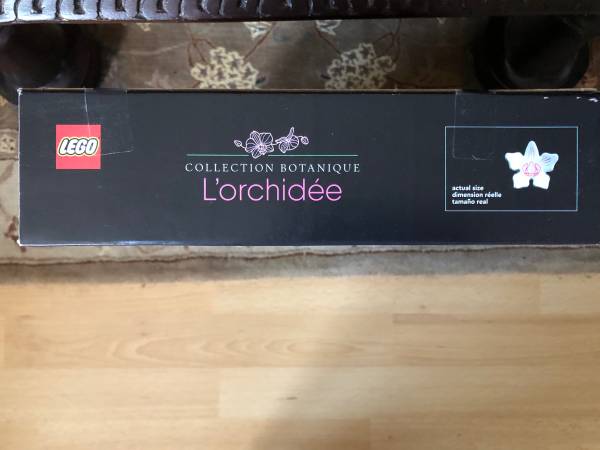 LEGO
COLLECTION BOTANIQUE
L'orchidée
actual size
dimension réelle
tamaño real